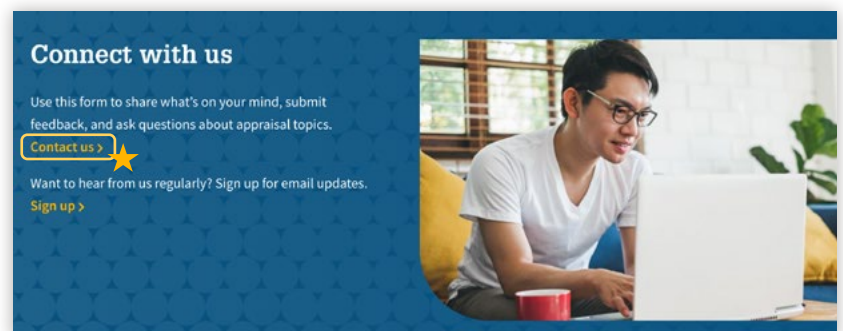 Connect with us
Use this form to share what's on your mind, submit
feedback, and ask questions about appraisal topics.
Contact us >
Want to hear from us regularly? Sign up for email updates.
Sign up >